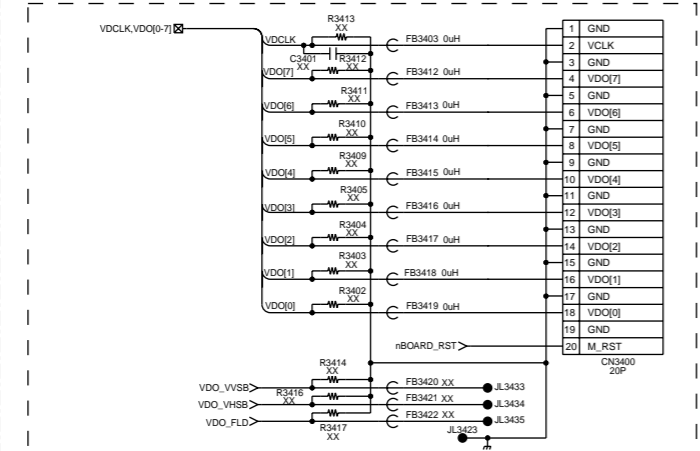 VDCLK,VDO[0-7]
R3413
XX
VDCLK
FB3403 0uH
C3401
XX
R3412
XX
VDO[7]
FB3412 0uH
R3411
XX
VDO[6]
FB3413 0uH
R3410
XX
VDO[5]
FB3414 0uH
R3409
XX
VDO[4]
FB3415 0uH
R3405
XX
VDO[3]
FB3416 0uH
R3404
XX
VDO[2]
FB3417 0uH
R3403
XX
VDO[1]
FB3418 0uH
R3402
XX
VDO[0]
FB3419 0uH
1 GND
2 VCLK
3 GND
4 VDO[7]
5 GND
6 VDO[6]
7 GND
8 VDO[5]
9 GND
10 VDO[4]
11 GND
12 VDO[3]
13 GND
14 VDO[2]
15 GND
16 VDO[1]
17 GND
18 VDO[0]
19 GND
20 M_RST
CN3400
20P
nBOARD_RST
R3414
XX
VDO_VVSB
FB3420 XX
JL3433
R3416
XX
VDO_VHSB
FB3421 XX
JL3434
VDO_FLD
FB3422 XX
JL3435
R3417
XX
JL3423